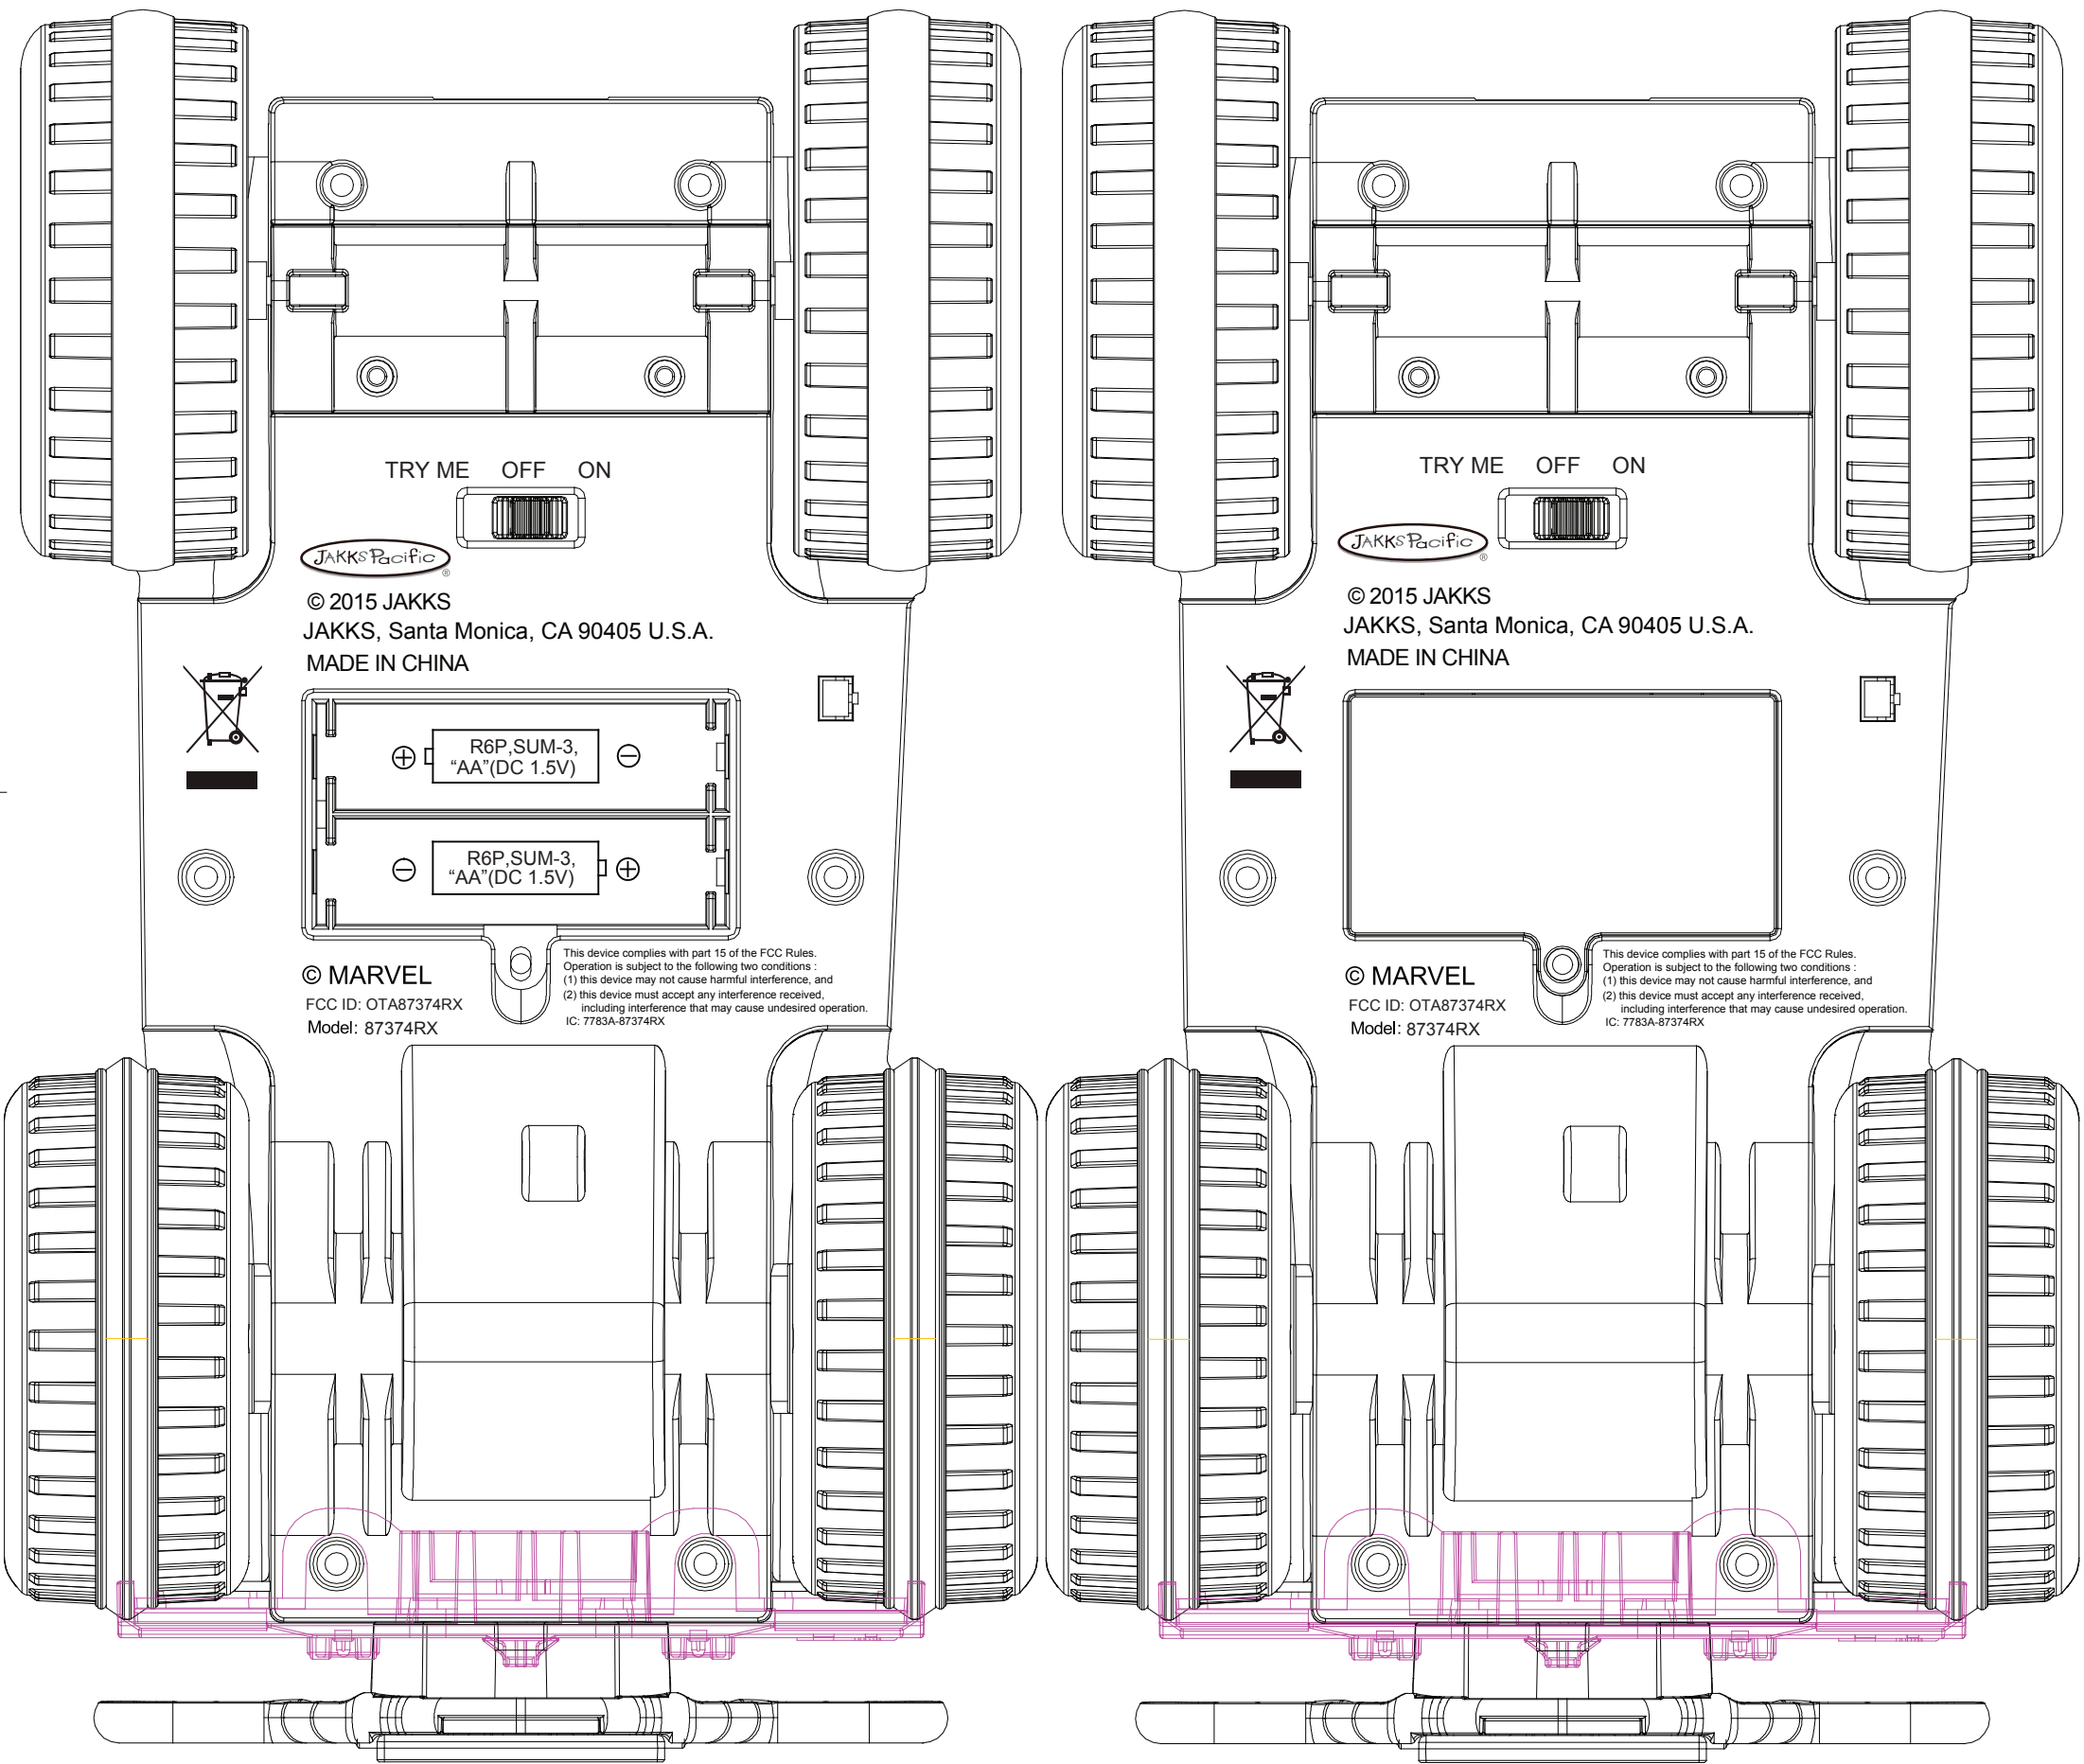 TRY ME OFF ON
JAKKS Pacific
®
© 2015 JAKKS
JAKKS, Santa Monica, CA 90405 U.S.A.
MADE IN CHINA
R6P,SUM-3,
“AA”(DC 1.5V)
R6P,SUM-3,
“AA”(DC 1.5V)
© MARVEL
FCC ID: OTA87374RX
Model: 87374RX
This device complies with part 15 of the FCC Rules.
Operation is subject to the following two conditions :
(1) this device may not cause harmful interference, and
(2) this device must accept any interference received,
including interference that may cause undesired operation.
IC: 7783A-87374RX
TRY ME OFF ON
JAKKS Pacific
®
© 2015 JAKKS
JAKKS, Santa Monica, CA 90405 U.S.A.
MADE IN CHINA
© MARVEL
FCC ID: OTA87374RX
Model: 87374RX
This device complies with part 15 of the FCC Rules.
Operation is subject to the following two conditions :
(1) this device may not cause harmful interference, and
(2) this device must accept any interference received,
including interference that may cause undesired operation.
IC: 7783A-87374RX